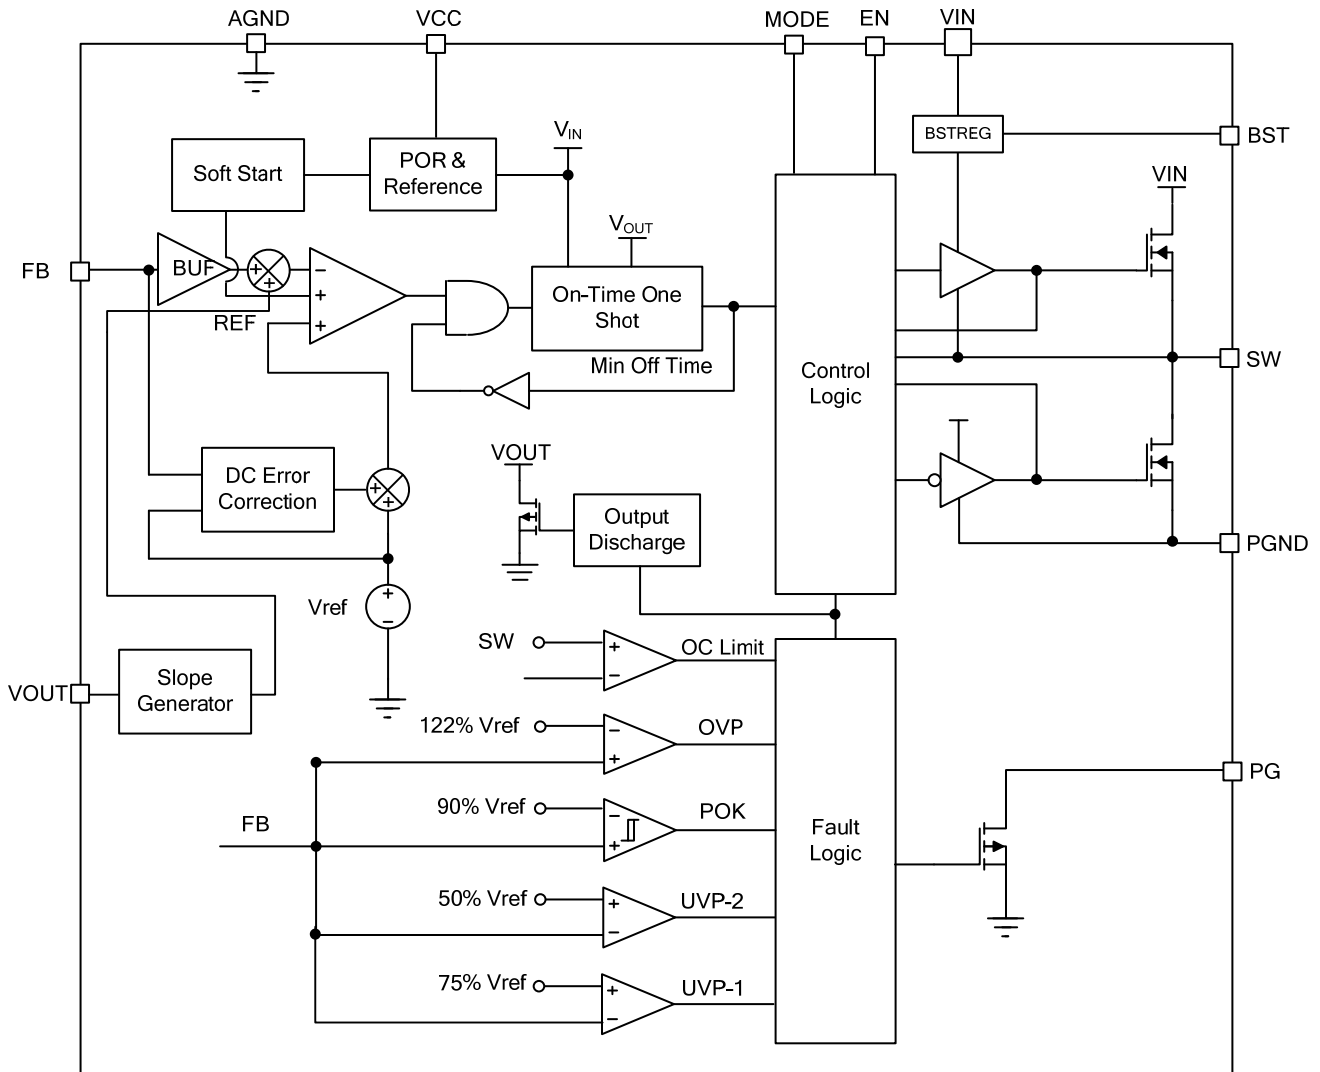 AGND
VCC
MODE
EN
VIN
BSTREG
BST
VIN
Soft Start
POR &
Reference
VIN
VOUT
FB
BUF
+
+
REF
−
+
+
On-Time One
Shot
Min Off Time
Control
Logic
SW
DC Error
Correction
+
+
VOUT
Output
Discharge
PGND
Vref
+
−
VOUT
Slope
Generator
SW
+
−
OC Limit
122% Vref
−
+
OVP
90% Vref
−
+
POK
FB
50% Vref
+
−
UVP-2
75% Vref
+
−
UVP-1
Fault
Logic
PG